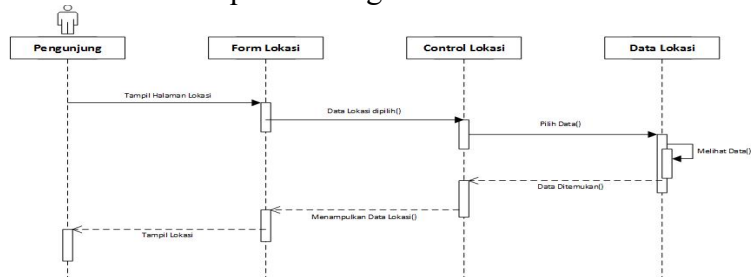 Pengunjung
Form Lokasi
Control Lokasi
Data Lokasi
Tampil Halaman Lokasi
Data Lokasi dipilih()
Pilih Data()
Melihat Data()
Data Ditemukan()
Menampulkan Data Lokasi()
Tampil Lokasi